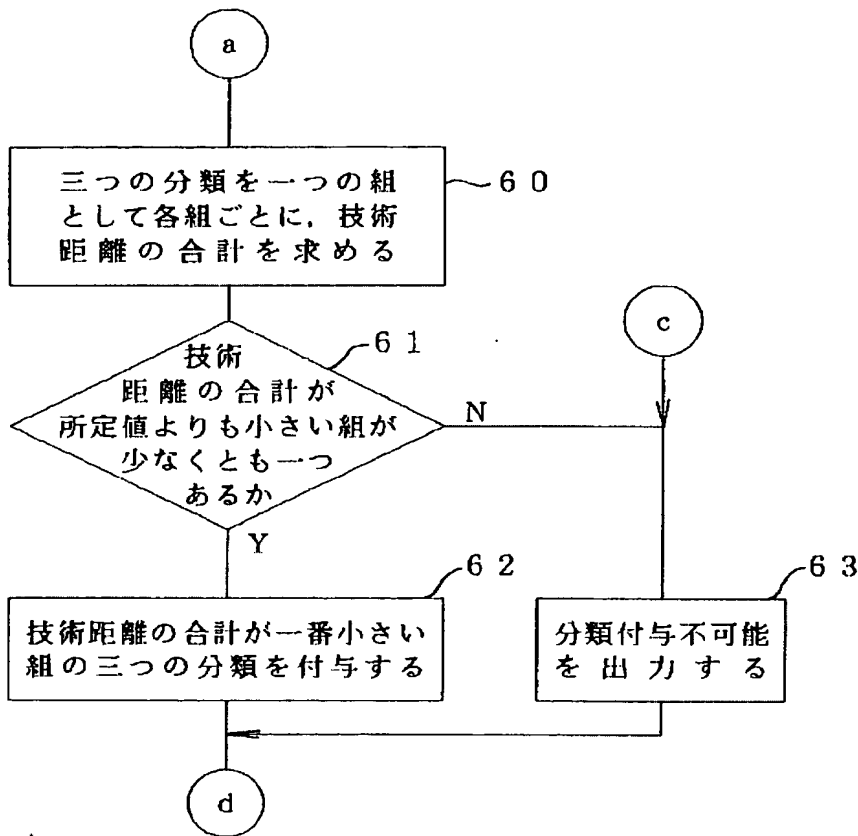 a
三つの分類を一つの組
として各組ごとに，技術
距離の合計を求める
60
c
技術
距離の合計が
所定値よりも小さい組が
少なくとも一つ
あるか
61
N
Y
技術距離の合計が一番小さい
組の三つの分類を付与する
62
分類付与不可能
を出力する
63
d